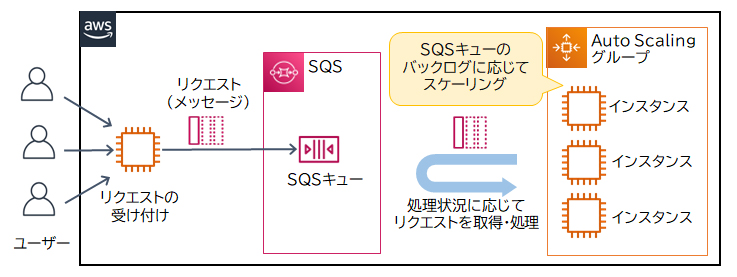 aws
ユーザー
リクエストの
受け付け
リクエスト
（メッセージ）
SQS
SQSキュー
SQSキューの
バックログに応じて
スケーリング
処理状況に応じて
リクエストを取得・処理
Auto Scaling
グループ
インスタンス
インスタンス
インスタンス